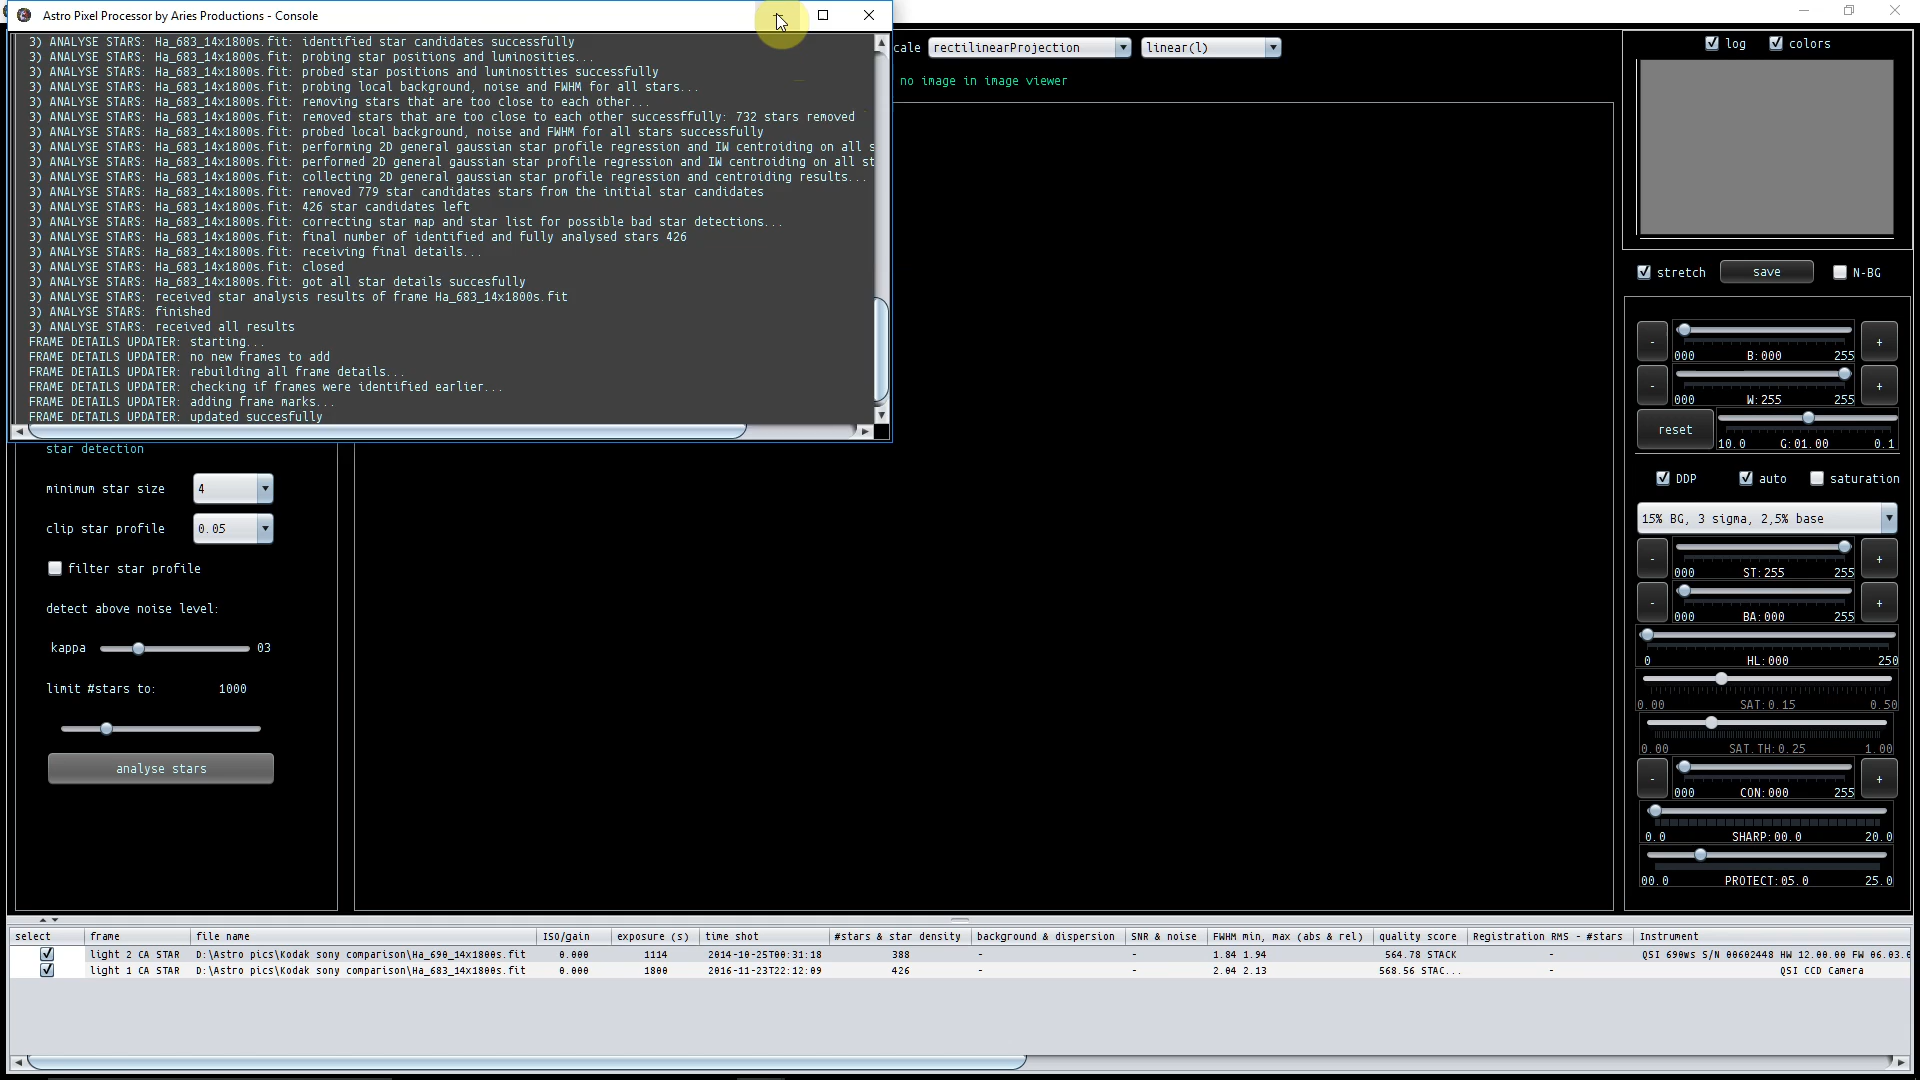 Astro Pixel Processor by Aries Productions - Console
3) ANALYSE STARS: Ha_683_14x1800s.fit: identified star candidates successfully
3) ANALYSE STARS: Ha_683_14x1800s.fit: probing star positions and luminosities...
3) ANALYSE STARS: Ha_683_14x1800s.fit: probed star positions and luminosities successfully
3) ANALYSE STARS: Ha_683_14x1800s.fit: probing local background, noise and FWHM for all stars...
3) ANALYSE STARS: Ha_683_14x1800s.fit: removing stars that are too close to each other...
3) ANALYSE STARS: Ha_683_14x1800s.fit: removed stars that are too close to each other successffully: 732 stars removed
3) ANALYSE STARS: Ha_683_14x1800s.fit: probed local background, noise and FWHM for all stars successfully
3) ANALYSE STARS: Ha_683_14x1800s.fit: performing 2D general gaussian star profile regression and IW centroiding on all s
3) ANALYSE STARS: Ha_683_14x1800s.fit: performed 2D general gaussian star profile regression and IW centroiding on all st
3) ANALYSE STARS: Ha_683_14x1800s.fit: collecting 2D general gaussian star profile regression and centroiding results...
3) ANALYSE STARS: Ha_683_14x1800s.fit: removed 779 star candidates stars from the initial star candidates
3) ANALYSE STARS: Ha_683_14x1800s.fit: 426 star candidates left
3) ANALYSE STARS: Ha_683_14x1800s.fit: correcting star map and star list for possible bad star detections...
3) ANALYSE STARS: Ha_683_14x1800s.fit: final number of identified and fully analysed stars 426
3) ANALYSE STARS: Ha_683_14x1800s.fit: receiving final details...
3) ANALYSE STARS: Ha_683_14x1800s.fit: closed
3) ANALYSE STARS: Ha_683_14x1800s.fit: got all star details succesfully
3) ANALYSE STARS: received star analysis results of frame Ha_683_14x1800s.fit
3) ANALYSE STARS: finished
3) ANALYSE STARS: received all results
FRAME DETAILS UPDATER: starting...
FRAME DETAILS UPDATER: no new frames to add
FRAME DETAILS UPDATER: rebuilding all frame details...
FRAME DETAILS UPDATER: checking if frames were identified earlier...
FRAME DETAILS UPDATER: adding frame marks...
FRAME DETAILS UPDATER: updated succesfully
cale rectilinearProjection linear(l)
no image in image viewer
log colors
stretch save N-BG
- +
000 B:000 255
- +
000 W:255 255
reset
10.0 G:01.00 0.1
DDP auto saturation
15% BG, 3 sigma, 2,5% base
- +
000 ST:255 255
- +
000 BA:000 255
0 HL:000 250
0.00 SAT:0.15 0.50
0.00 SAT.TH:0.25 1.00
- +
000 CON:000 255
0.0 SHARP:00.0 20.0
00.0 PROTECT:05.0 25.0
star detection
minimum star size 4
clip star profile 0.05
filter star profile
detect above noise level:
kappa 03
limit #stars to: 1000
analyse stars
select frame file name ISO/gain exposure (s) time shot #stars & star density background & dispersion SNR & noise FWHM min, max (abs & rel) quality score Registration RMS - #stars Instrument
light 2 CA STAR D:\Astro pics\Kodak sony comparison\Ha_690_14x1800s.fit 0.000 1114 2014-10-25T00:31:18 388 - - 1.84 1.94 564.78 STACK - QSI 690ws S/N 00602448 HW 12.00.00 FW 06.03.0
light 1 CA STAR D:\Astro pics\Kodak sony comparison\Ha_683_14x1800s.fit 0.000 1800 2016-11-23T22:12:09 426 - - 2.04 2.13 568.56 STAC... - QSI CCD Camera